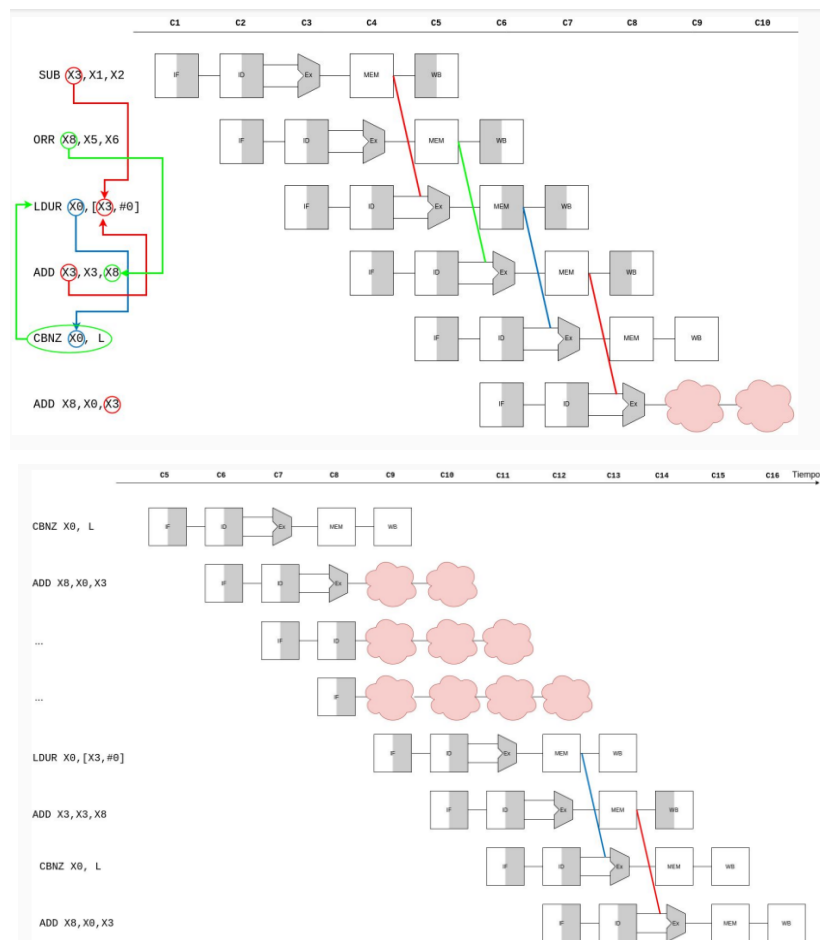 C1 C2 C3 C4 C5 C6 C7 C8 C9 C10
SUB X3,X1,X2 IF ID Ex MEM WB
ORR X8,X5,X6 IF ID Ex MEM WB
LDUR X0,[X3,#0] IF ID Ex MEM WB
ADD X3,X3,X8 IF ID Ex MEM WB
CBNZ X0, L IF ID Ex MEM WB
ADD X8,X0,X3 IF ID Ex
C5 C6 C7 C8 C9 C10 C11 C12 C13 C14 C15 C16 Tiempo
CBNZ X0, L IF ID Ex MEM WB
ADD X8,X0,X3 IF ID Ex
... IF ID
... IF
LDUR X0,[X3,#0] IF ID Ex MEM WB
ADD X3,X3,X8 IF ID Ex MEM WB
CBNZ X0, L IF ID Ex MEM WB
ADD X8,X0,X3 IF ID Ex MEM WB